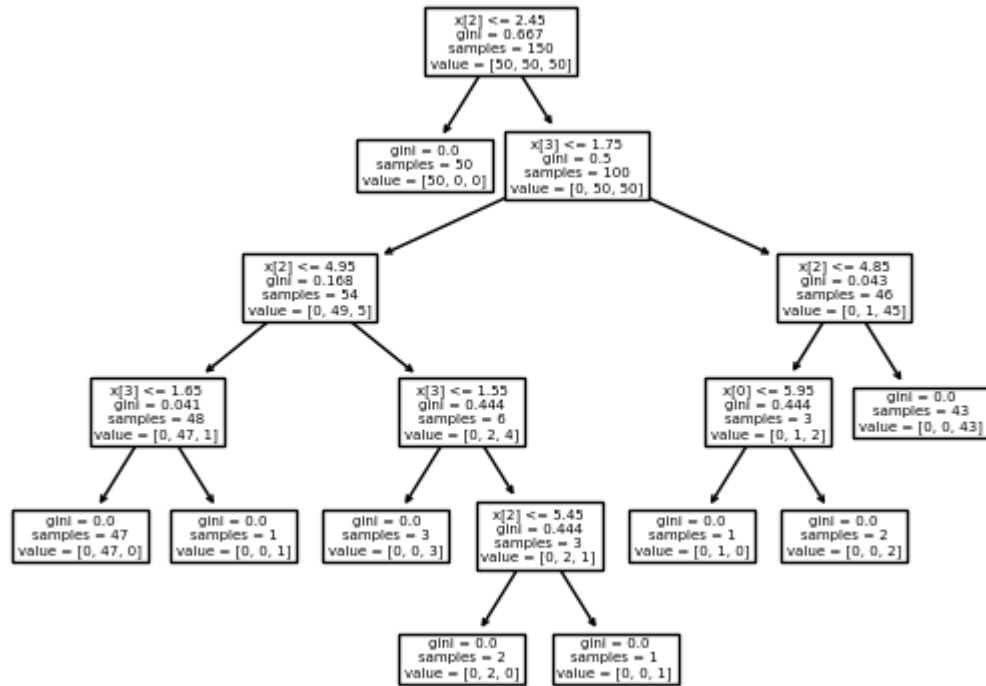 x[2] <= 2.45
gini = 0.667
samples = 150
value = [50, 50, 50]
gini = 0.0
samples = 50
value = [50, 0, 0]
x[3] <= 1.75
gini = 0.5
samples = 100
value = [0, 50, 50]
x[2] <= 4.95
gini = 0.168
samples = 54
value = [0, 49, 5]
x[2] <= 4.85
gini = 0.043
samples = 46
value = [0, 1, 45]
x[3] <= 1.65
gini = 0.041
samples = 48
value = [0, 47, 1]
x[3] <= 1.55
gini = 0.444
samples = 6
value = [0, 2, 4]
x[0] <= 5.95
gini = 0.444
samples = 3
value = [0, 1, 2]
gini = 0.0
samples = 43
value = [0, 0, 43]
gini = 0.0
samples = 47
value = [0, 47, 0]
gini = 0.0
samples = 1
value = [0, 0, 1]
gini = 0.0
samples = 3
value = [0, 0, 3]
x[2] <= 5.45
gini = 0.444
samples = 3
value = [0, 2, 1]
gini = 0.0
samples = 1
value = [0, 1, 0]
gini = 0.0
samples = 2
value = [0, 0, 2]
gini = 0.0
samples = 2
value = [0, 2, 0]
gini = 0.0
samples = 1
value = [0, 0, 1]